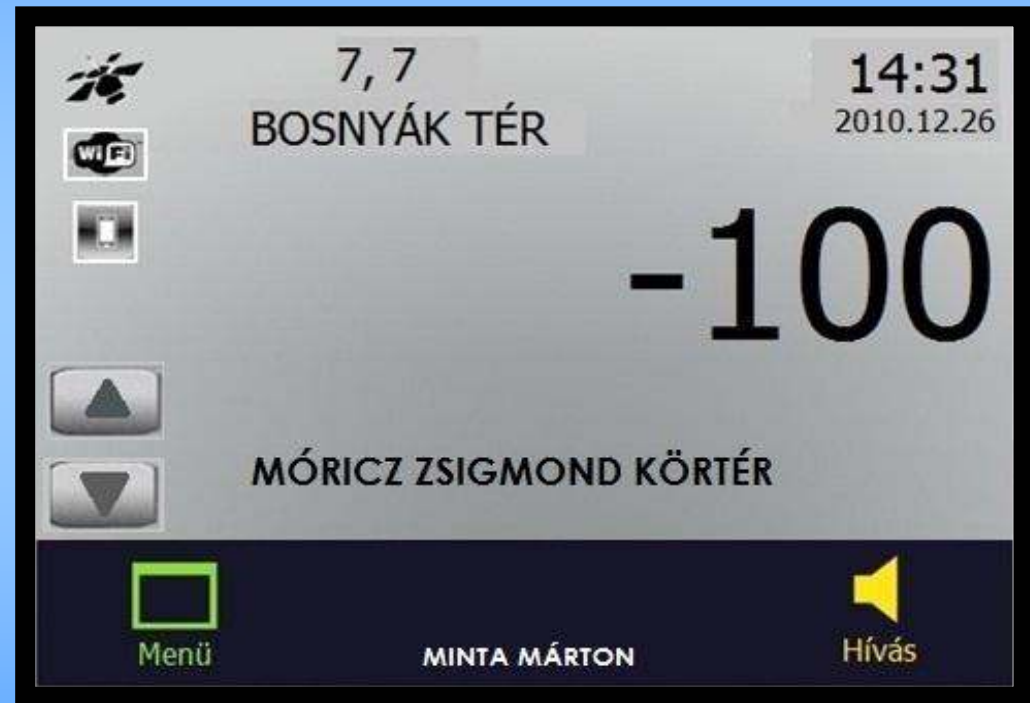 7, 7
14:31
BOSNYÁK TÉR
2010.12.26
WiFi
-100
MÓRICZ ZSIGMOND KÖRTÉR
Menü
MINTA MÁRTON
Hívás